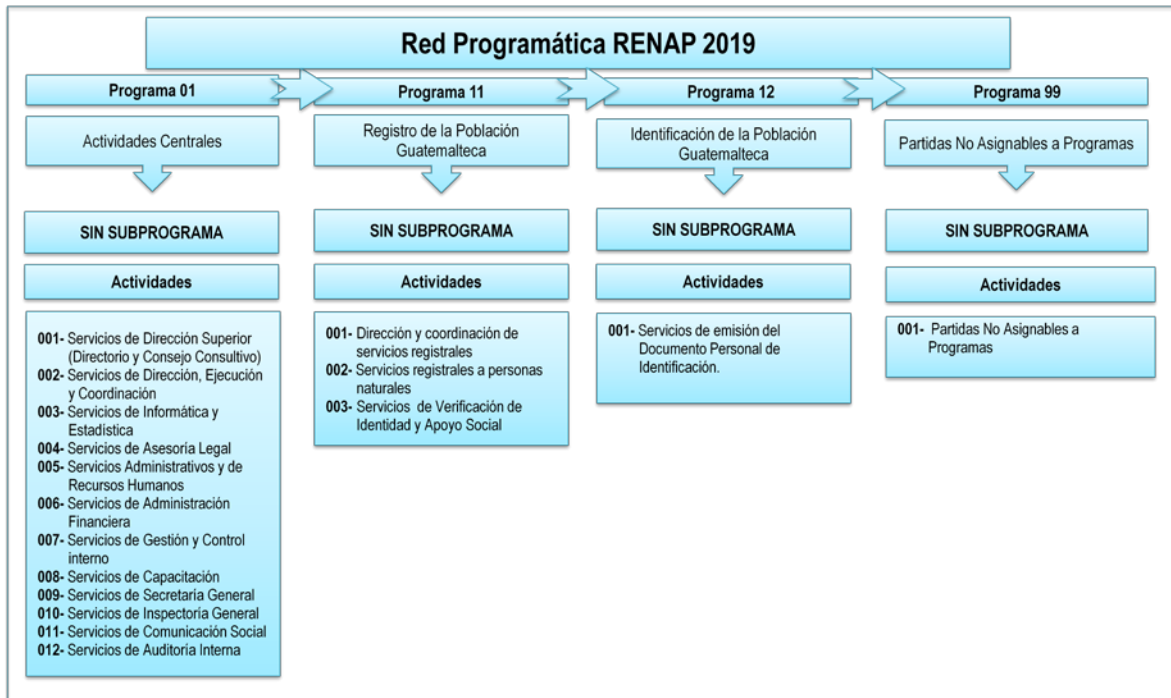 Red Programática RENAP 2019
Programa 01
Actividades Centrales
SIN SUBPROGRAMA
Actividades
001- Servicios de Dirección Superior
(Directorio y Consejo Consultivo)
002- Servicios de Dirección, Ejecución
y Coordinación
003- Servicios de Informática y
Estadística
004- Servicios de Asesoría Legal
005- Servicios Administrativos y de
Recursos Humanos
006- Servicios de Administración
Financiera
007- Servicios de Gestión y Control
interno
008- Servicios de Capacitación
009- Servicios de Secretaría General
010- Servicios de Inspectoría General
011- Servicios de Comunicación Social
012- Servicios de Auditoria Interna
Programa 11
Registro de la Población
Guatemalteca
SIN SUBPROGRAMA
Actividades
001- Dirección y coordinación de
servicios registrales
002- Servicios registrales a personas
naturales
003- Servicios de Verificación de
Identidad y Apoyo Social
Programa 12
Identificación de la Población
Guatemalteca
SIN SUBPROGRAMA
Actividades
001- Servicios de emisión del
Documento Personal de
Identificación.
Programa 99
Partidas No Asignables a Programas
SIN SUBPROGRAMA
Actividades
001- Partidas No Asignables a
Programas